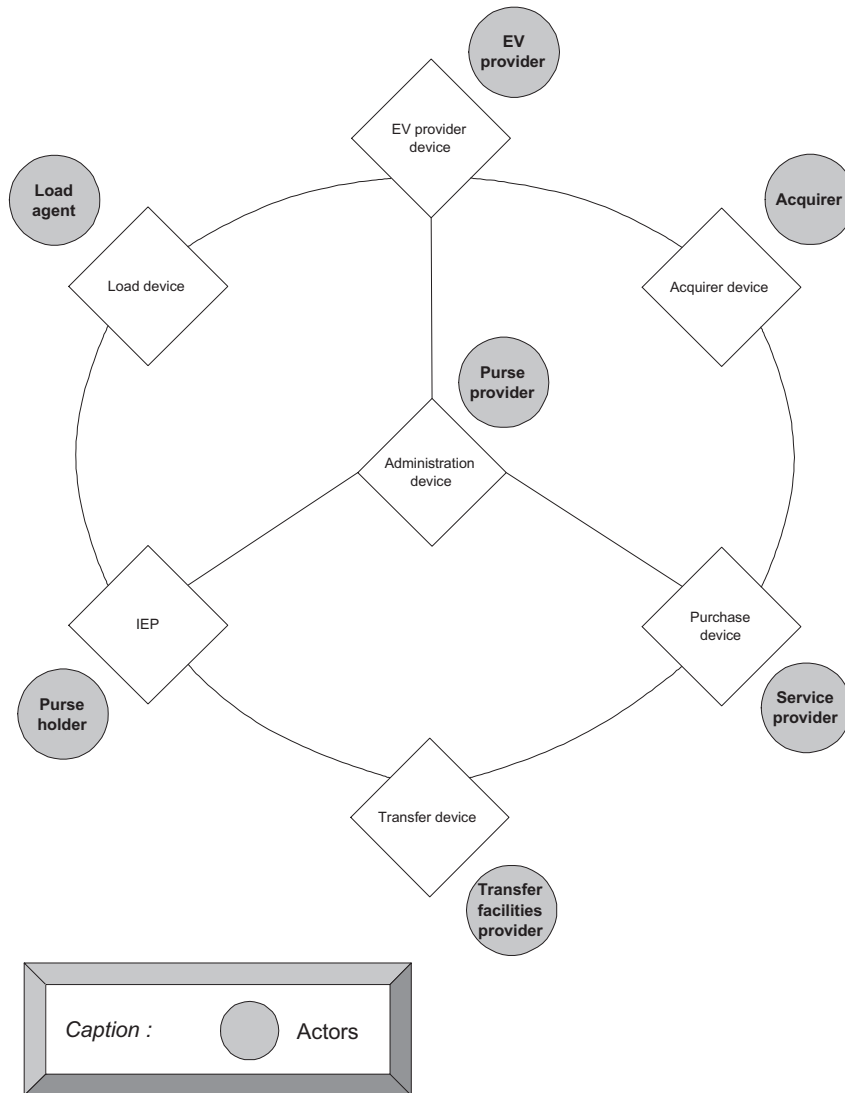 EV
provider
EV provider
device
Load
agent
Acquirer
Load device
Acquirer device
Purse
provider
Administration
device
IEP
Purchase
device
Purse
holder
Service
provider
Transfer device
Transfer
facilities
provider
Caption :
Actors